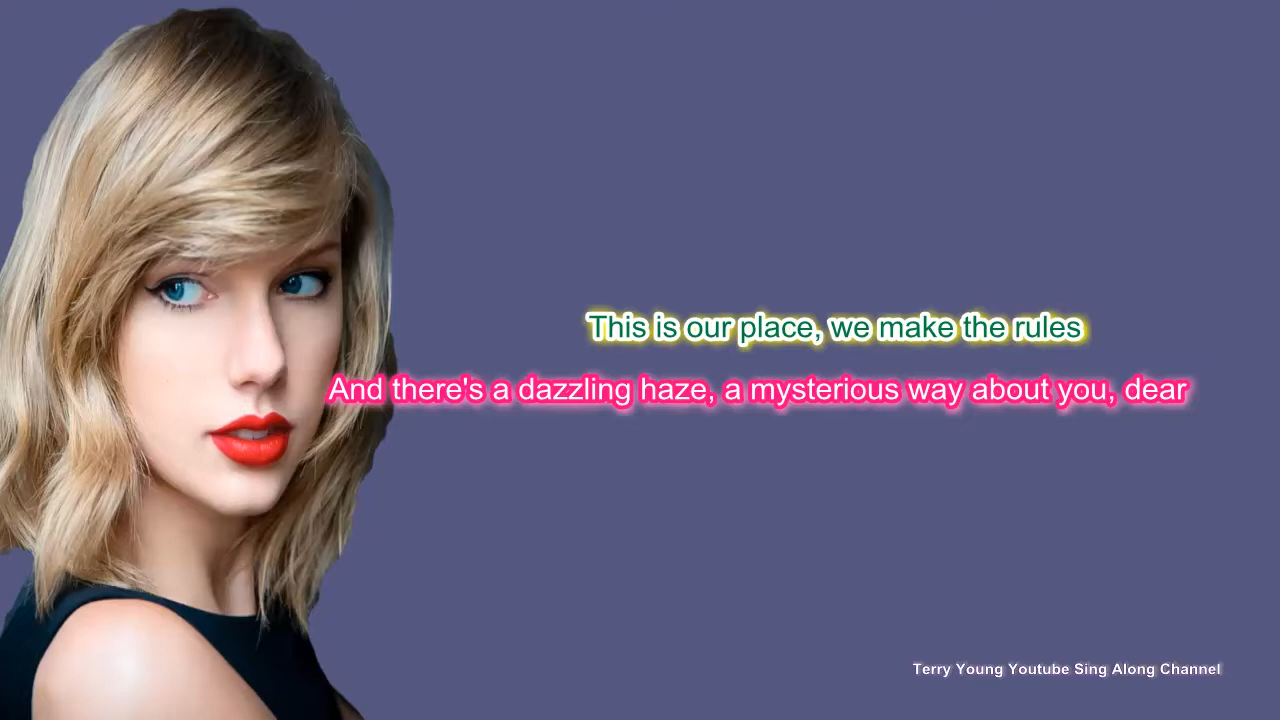 This is our place, we make the rules
And there's a dazzling haze, a mysterious way about you, dear
Terry Young Youtube Sing Along Channel